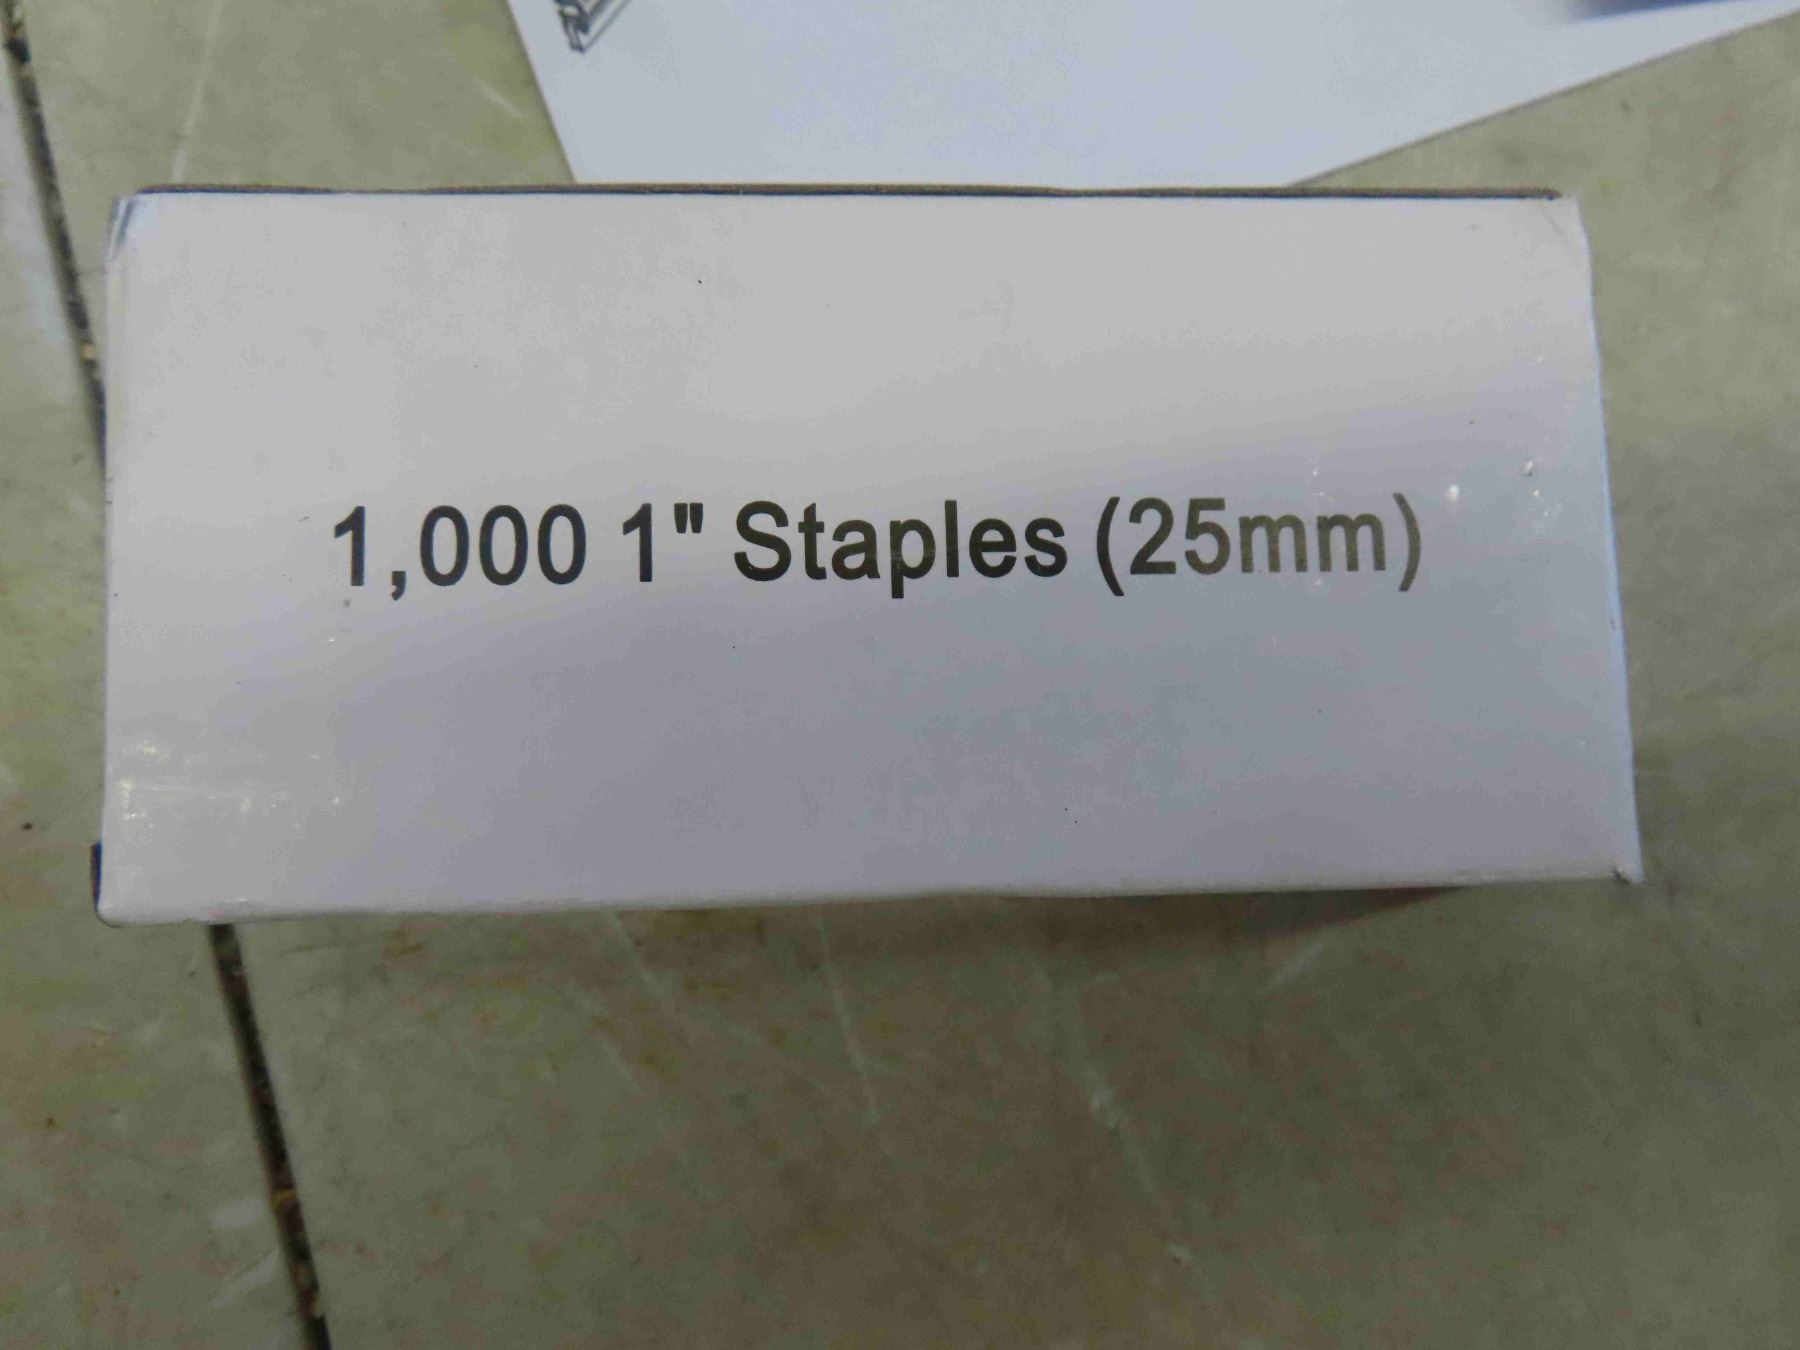 1,000 1" Staples (25mm)